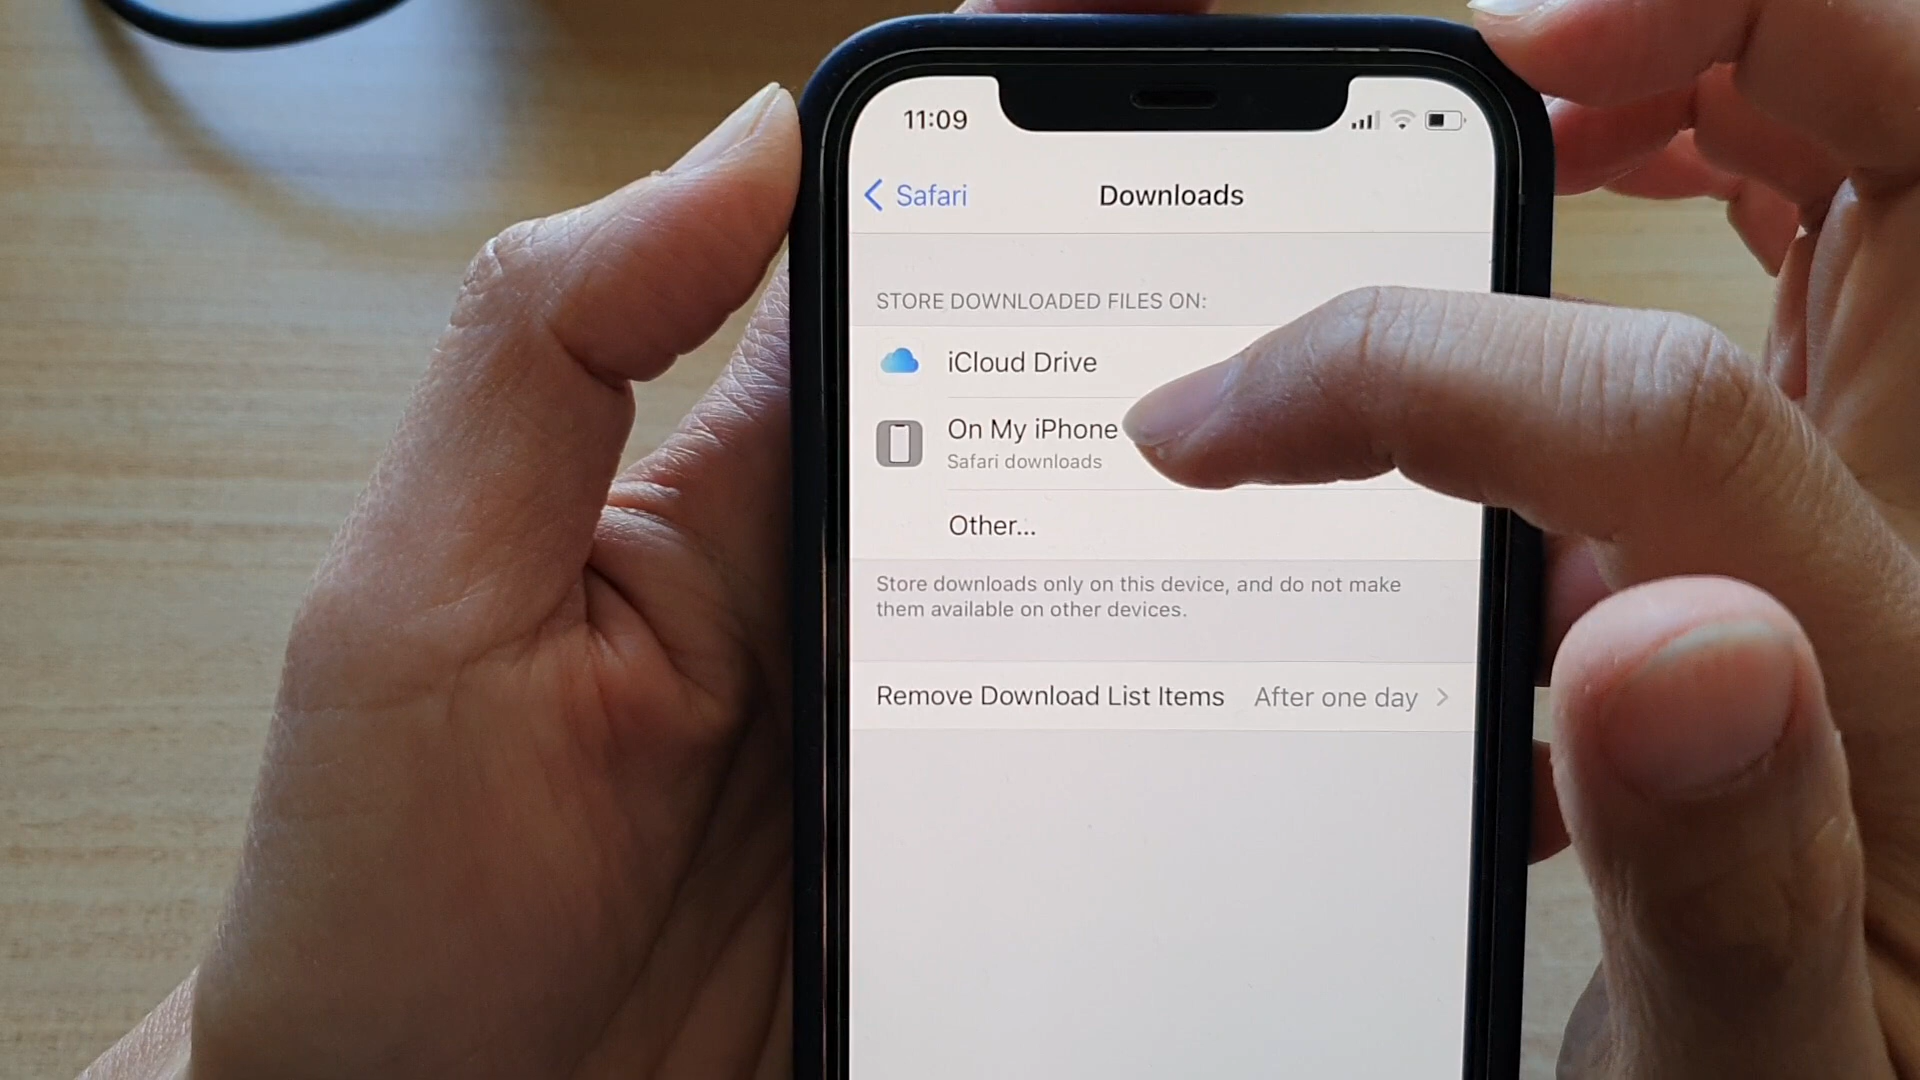 11:09
Safari
Downloads
STORE DOWNLOADED FILES ON:
iCloud Drive
On My iPhone
Safari downloads
Other...
Store downloads only on this device, and do not make
them available on other devices.
Remove Download List Items After one day